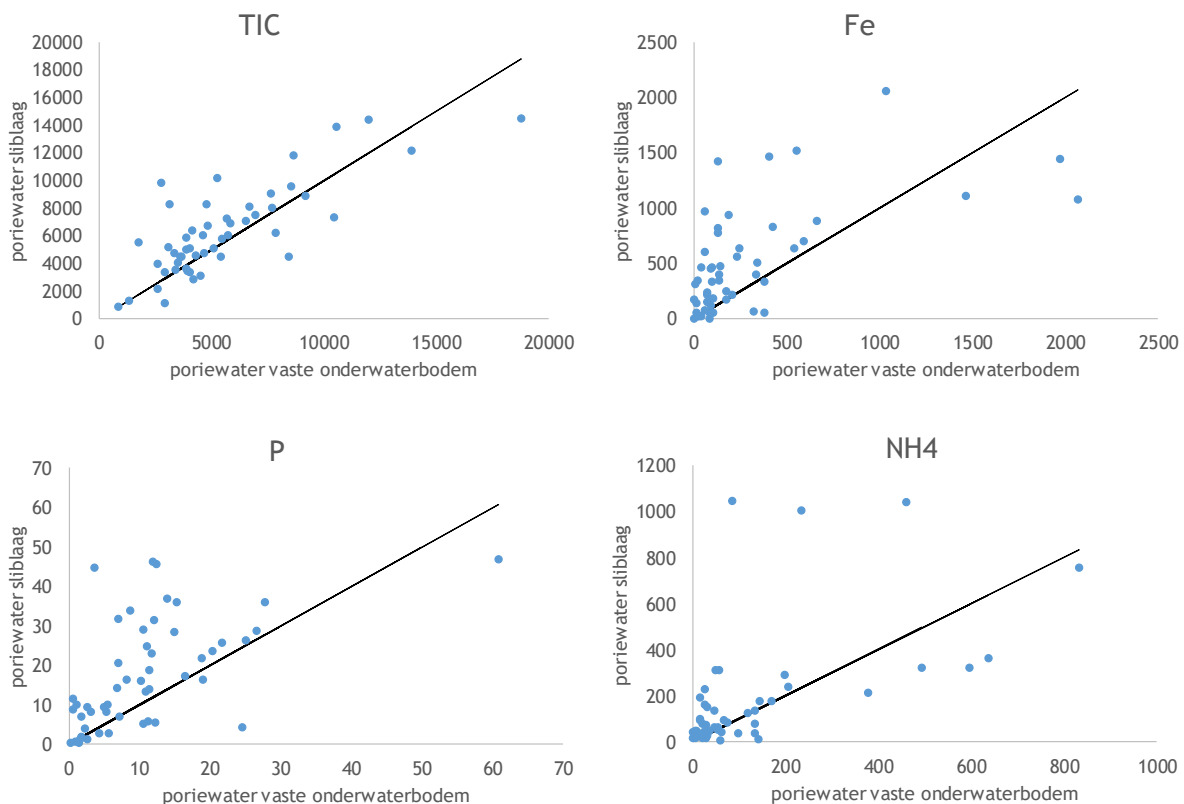 TIC
20000
18000
16000
14000
12000
10000
8000
6000
4000
2000
0
poriewater sliblaag
0 5000 10000 15000 20000
poriewater vaste onderwaterbodem
Fe
2500
2000
1500
1000
500
0
poriewater sliblaag
0 500 1000 1500 2000 2500
poriewater vaste onderwaterbodem
P
70
60
50
40
30
20
10
0
poriewater sliblaag
0 10 20 30 40 50 60 70
poriewater vaste onderwaterbodem
NH4
1200
1000
800
600
400
200
0
poriewater sliblaag
0 200 400 600 800 1000
poriewater vaste onderwaterbodem